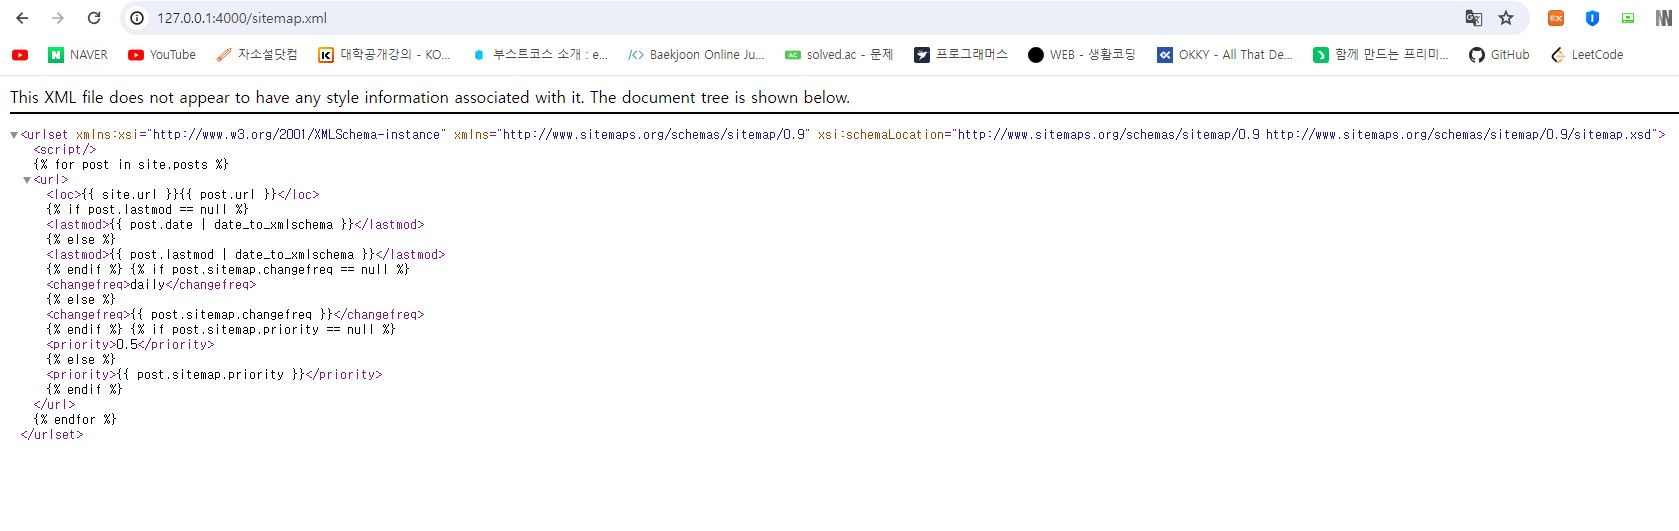 127.0.0.1:4000/sitemap.xml
NAVER YouTube 자소설닷컴 대학공개강의 - KO... 부스트코스 소개 : e... Baekjoon Online Ju... solved.ac - 문제 프로그래머스 WEB - 생활코딩 OKKY - All That De... 함께 만드는 프리미... GitHub LeetCode
This XML file does not appear to have any style information associated with it. The document tree is shown below.
<urlset xmlns:xsi="http://www.w3.org/2001/XMLSchema-instance" xmlns="http://www.sitemaps.org/schemas/sitemap/0.9" xsi:schemaLocation="http://www.sitemaps.org/schemas/sitemap/0.9 http://www.sitemaps.org/schemas/sitemap/0.9/sitemap.xsd">
<script/>
{% for post in site.posts %}
<url>
<loc>{{ site.url }}{{ post.url }}</loc>
{% if post.lastmod == null %}
<lastmod>{{ post.date | date_to_xmlschema }}</lastmod>
{% else %}
<lastmod>{{ post.lastmod | date_to_xmlschema }}</lastmod>
{% endif %} {% if post.sitemap.changefreq == null %}
<changefreq>daily</changefreq>
{% else %}
<changefreq>{{ post.sitemap.changefreq }}</changefreq>
{% endif %} {% if post.sitemap.priority == null %}
<priority>0.5</priority>
{% else %}
<priority>{{ post.sitemap.priority }}</priority>
{% endif %}
</url>
{% endfor %}
</urlset>